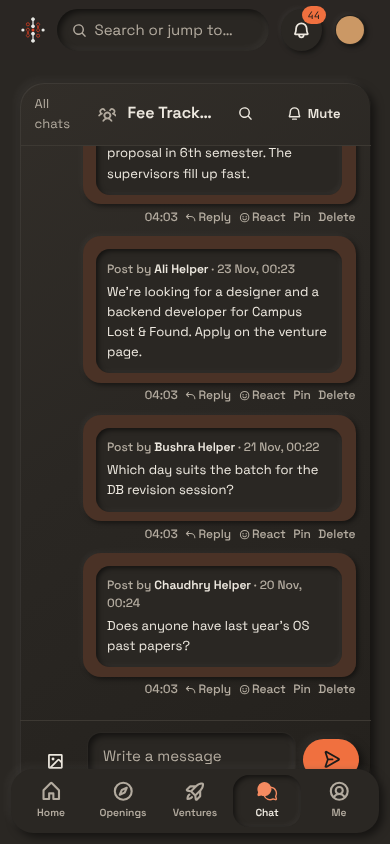 Search or jump to...
44
All
chats
Fee Track...
Mute
proposal in 6th semester. The
supervisors fill up fast.
04:03 Reply React Pin Delete
Post by Ali Helper · 23 Nov, 00:23
We're looking for a designer and a
backend developer for Campus
Lost & Found. Apply on the venture
page.
04:03 Reply React Pin Delete
Post by Bushra Helper · 21 Nov, 00:22
Which day suits the batch for the
DB revision session?
04:03 Reply React Pin Delete
Post by Chaudhry Helper · 20 Nov,
00:24
Does anyone have last year's OS
past papers?
04:03 Reply React Pin Delete
Write a message
Home Openings Ventures Chat Me